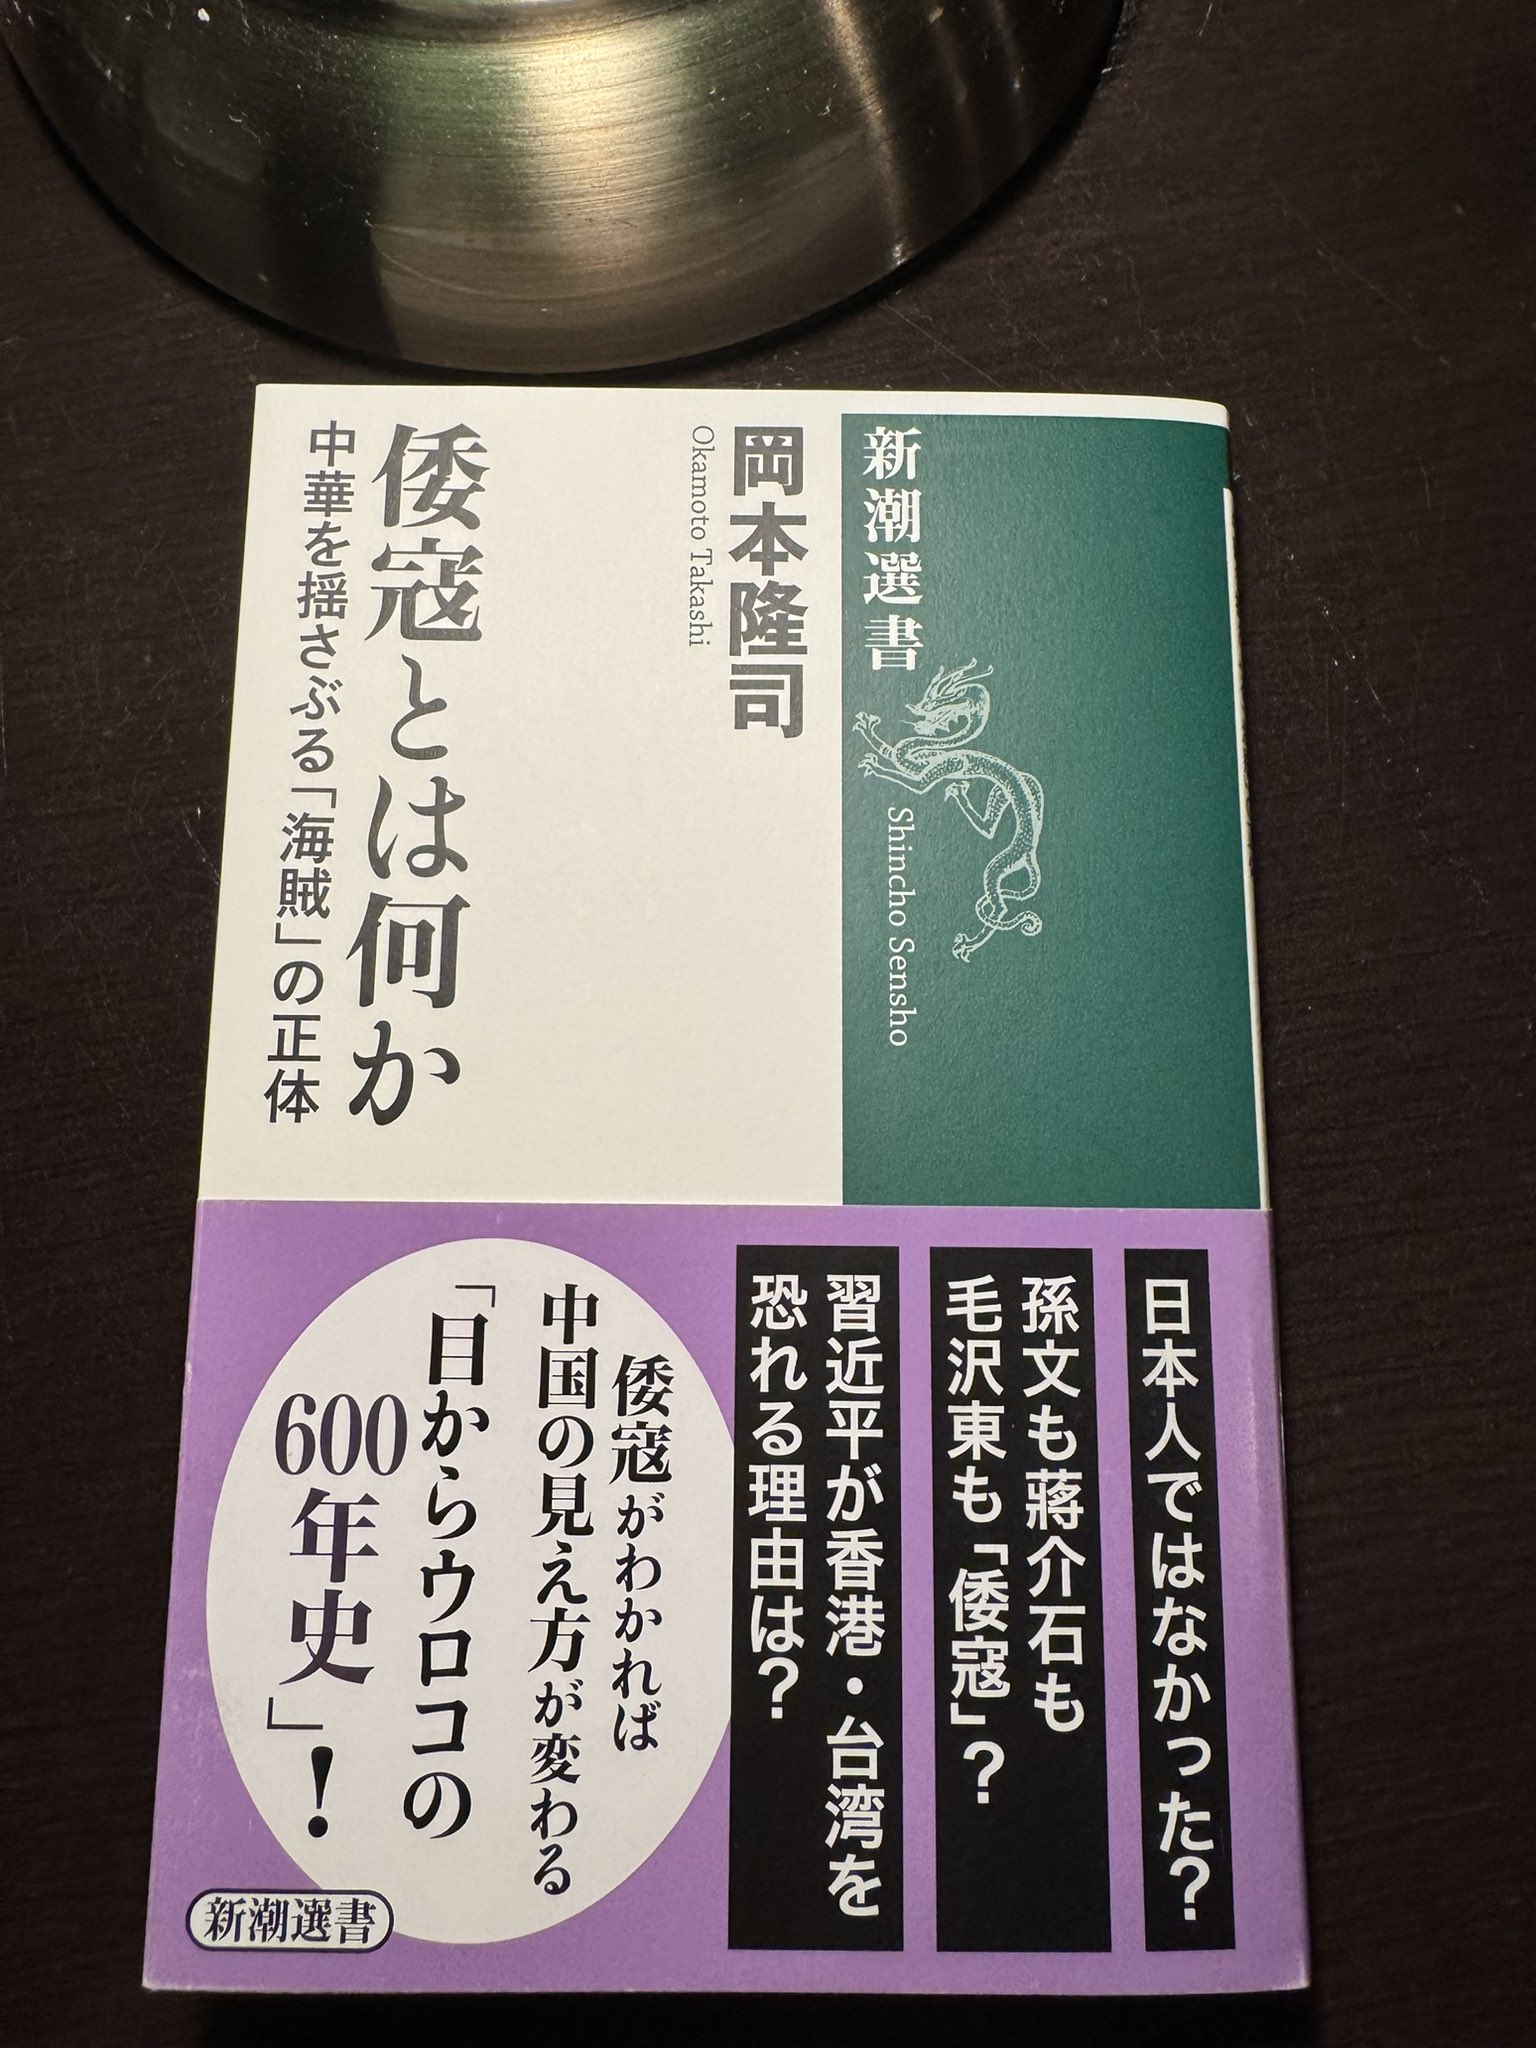 新潮選書
Shincho Sensho
岡本隆司
Okamoto Takashi
倭寇とは何か
中華を揺さぶる「海賊」の正体
日本人ではなかった?
孫文も蔣介石も
毛沢東も「倭寇」?
習近平が香港・台湾を
恐れる理由は?
倭寇がわかれば
中国の見え方が変わる
「目からウロコの
600年史」!
新潮選書